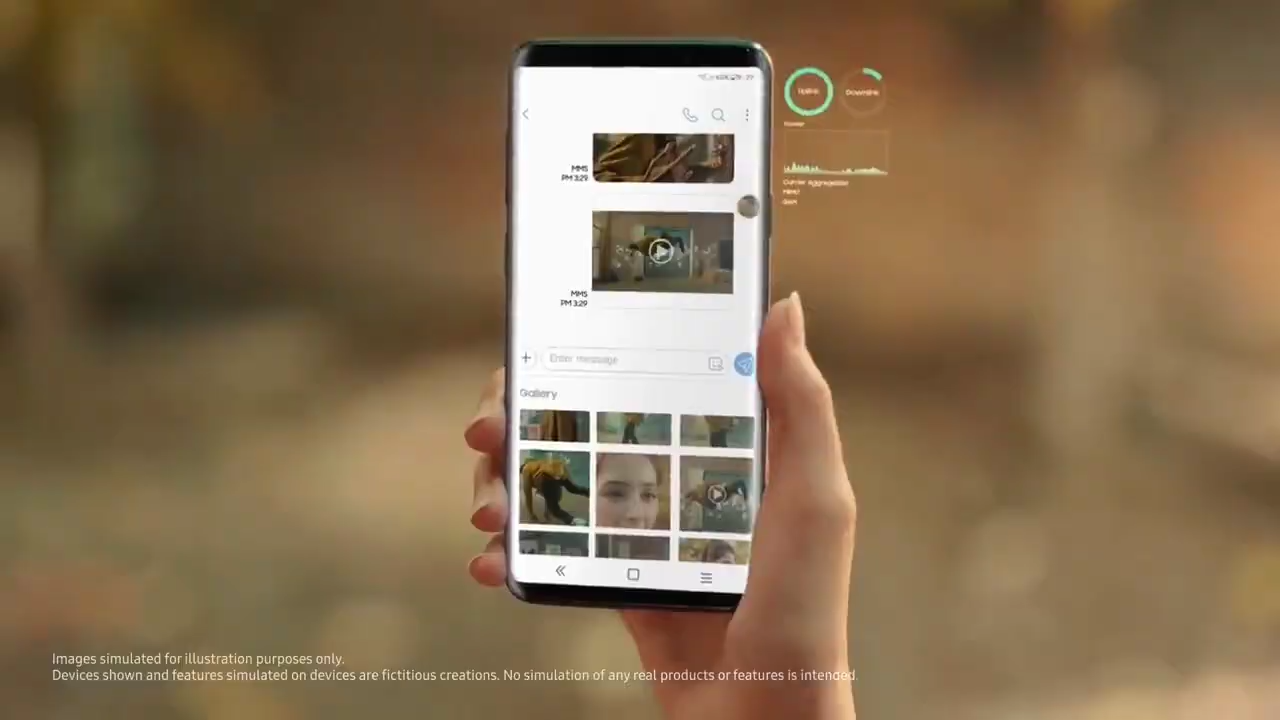 Uplink
Downlink
Carrier Aggregation
MMS
PM 3:29
MMS
PM 3:29
Enter message
Gallery
Images simulated for illustration purposes only.
Devices shown and features simulated on devices are fictitious creations. No simulation of any real products or features is intended.